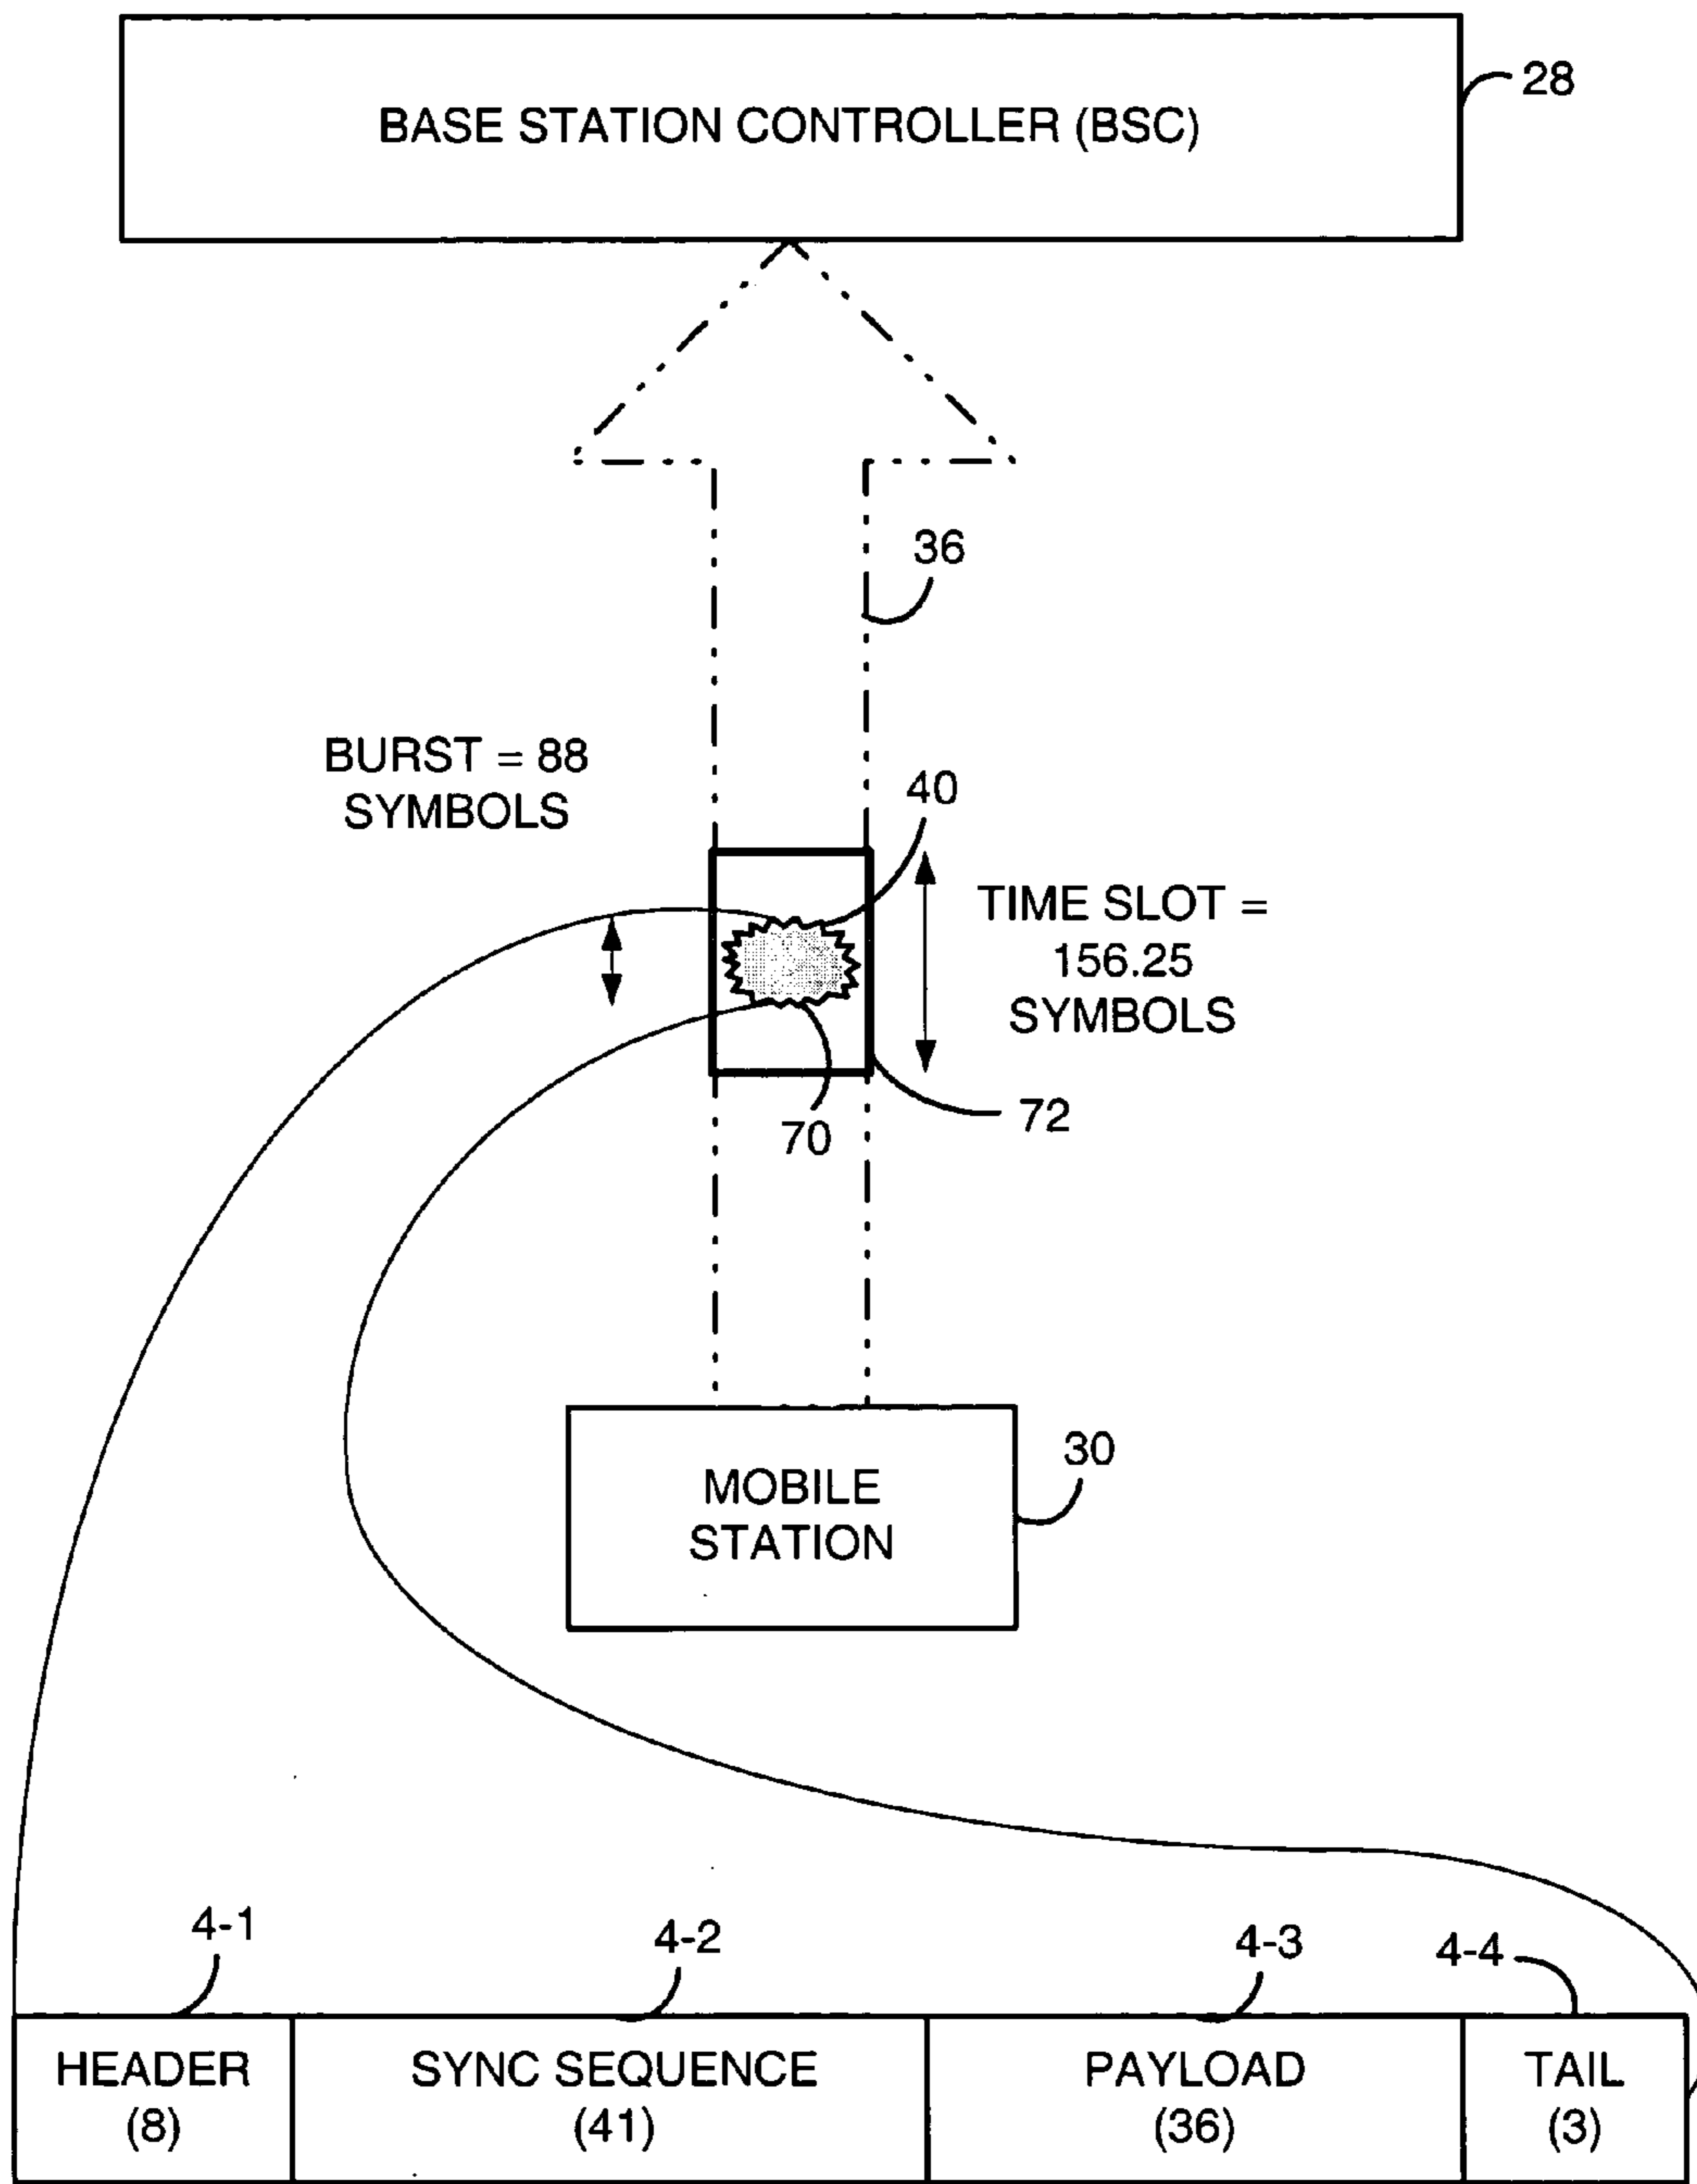 BASE STATION CONTROLLER (BSC)
28
36
BURST = 88
SYMBOLS
40
TIME SLOT =
156.25
SYMBOLS
70
72
MOBILE
STATION
30
4-1
4-2
4-3
4-4
HEADER
(8)
SYNC SEQUENCE
(41)
PAYLOAD
(36)
TAIL
(3)